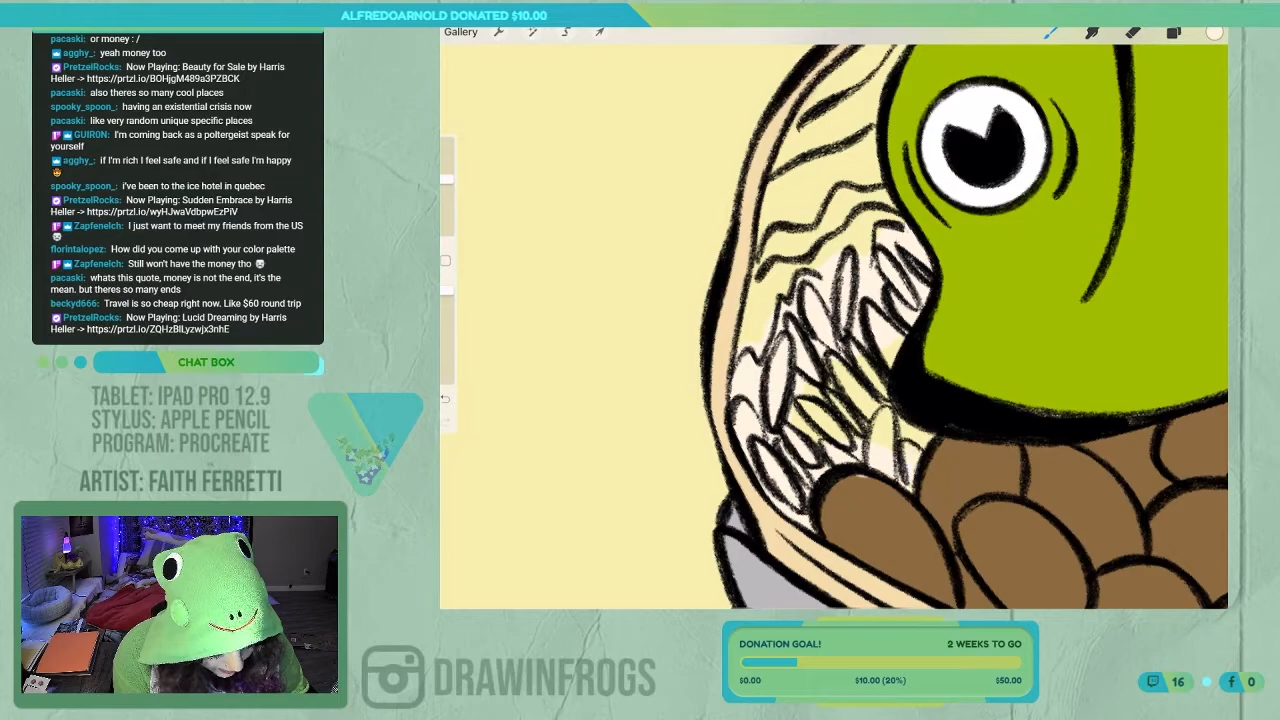 ALFREDOARNOLD DONATED $10.00
pacaski: or money : /
agghy_: yeah money too
PretzelRocks: Now Playing: Beauty for Sale by Harris
Heller -> https://prtzl.io/BOHjgM489a3PZBCK
pacaski: also theres so many cool places
spooky_spoon_: having an existential crisis now
pacaski: like very random unique specific places
GUIR0N: I'm coming back as a poltergeist speak for
yourself
agghy_: if I'm rich I feel safe and if I feel safe I'm happy
spooky_spoon_: i've been to the ice hotel in quebec
PretzelRocks: Now Playing: Sudden Embrace by Harris
Heller -> https://prtzl.io/wyHJwaVdbpwEzPiV
Zapfenelch: I just want to meet my friends from the US
florintalopez: How did you come up with your color palette
Zapfenelch: Still won't have the money tho
pacaski: whats this quote, money is not the end, it's the
mean. but theres so many ends
beckyd666: Travel is so cheap right now. Like $60 round trip
PretzelRocks: Now Playing: Lucid Dreaming by Harris
Heller -> https://prtzl.io/ZQHzBlLyzwjx3nhE
CHAT BOX
TABLET: IPAD PRO 12.9
STYLUS: APPLE PENCIL
PROGRAM: PROCREATE
ARTIST: FAITH FERRETTI
Gallery
DRAWINFROGS
DONATION GOAL! 2 WEEKS TO GO
$0.00 $10.00 (20%) $50.00
16 0